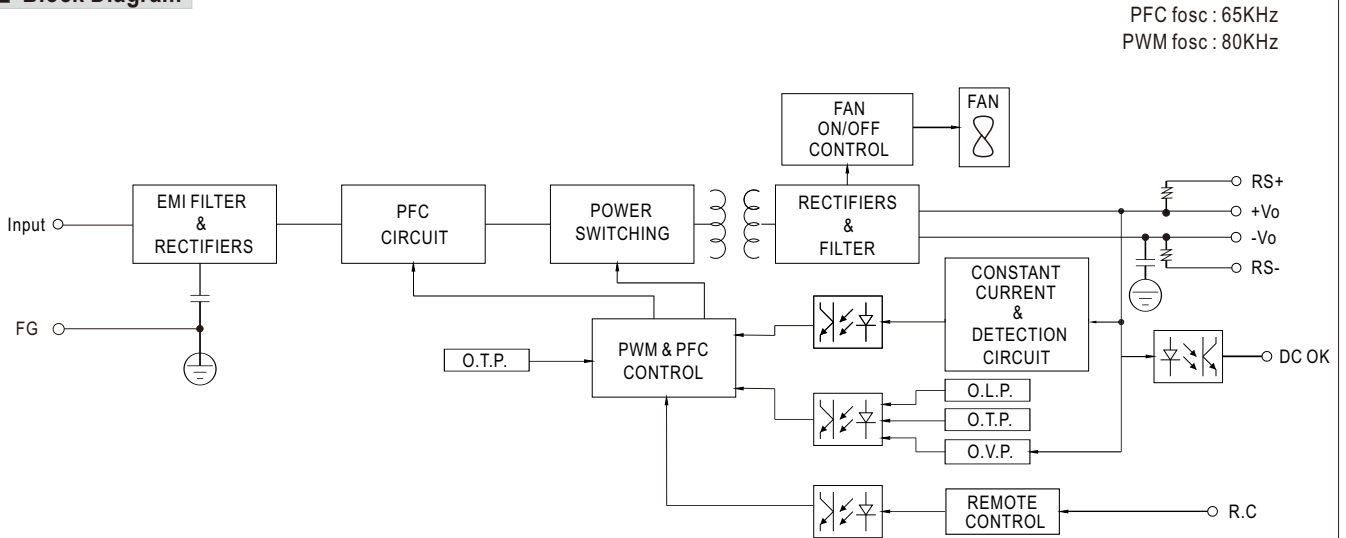 Block Diagram
PFC fosc : 65KHz
PWM fosc : 80KHz
FAN
ON/OFF
CONTROL
FAN
Input
EMI FILTER
&
RECTIFIERS
PFC
CIRCUIT
POWER
SWITCHING
RECTIFIERS
&
FILTER
RS+
+Vo
-Vo
RS-
FG
O.T.P.
PWM & PFC
CONTROL
CONSTANT
CURRENT
&
DETECTION
CIRCUIT
DC OK
O.L.P.
O.T.P.
O.V.P.
REMOTE
CONTROL
R.C